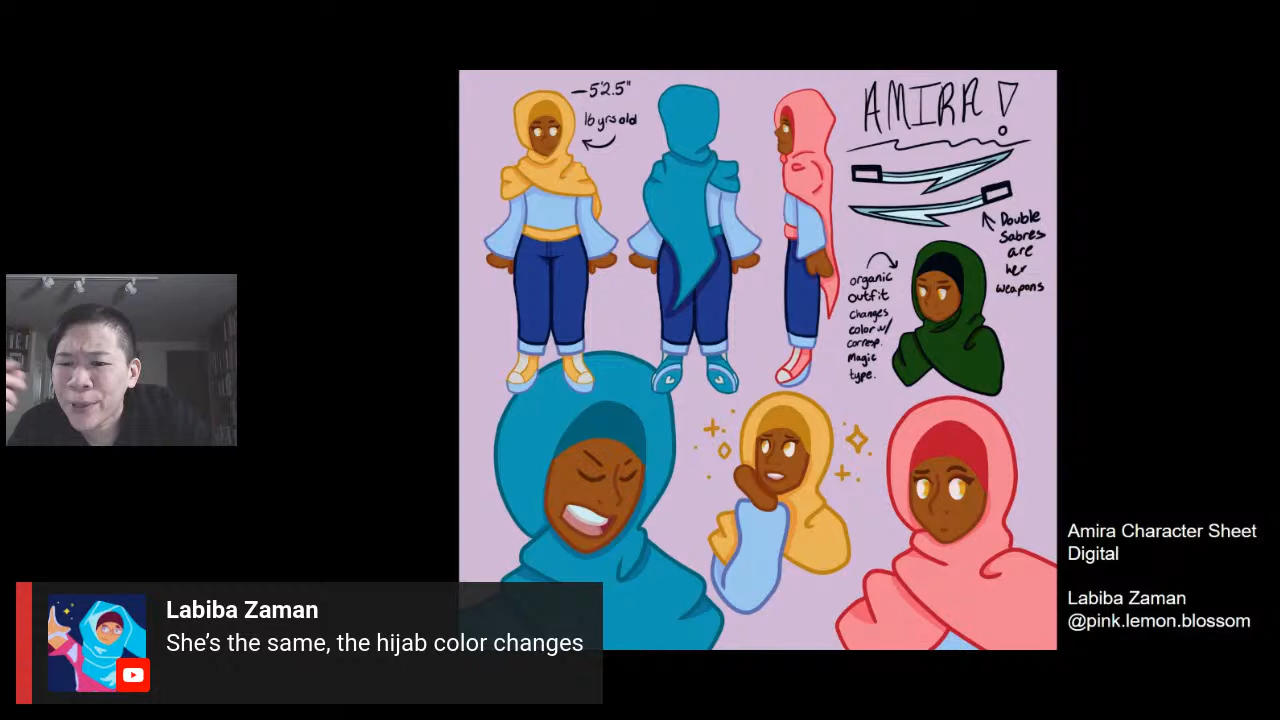 – 5'2.5"
16 yrs old
AMIRA!
Double
Sabres
are
her
weapons
organic
outfit
changes
color w/
corresp.
Magic
type.
Amira Character Sheet
Digital
Labiba Zaman
@pink.lemon.blossom
Labiba Zaman
She’s the same, the hijab color changes